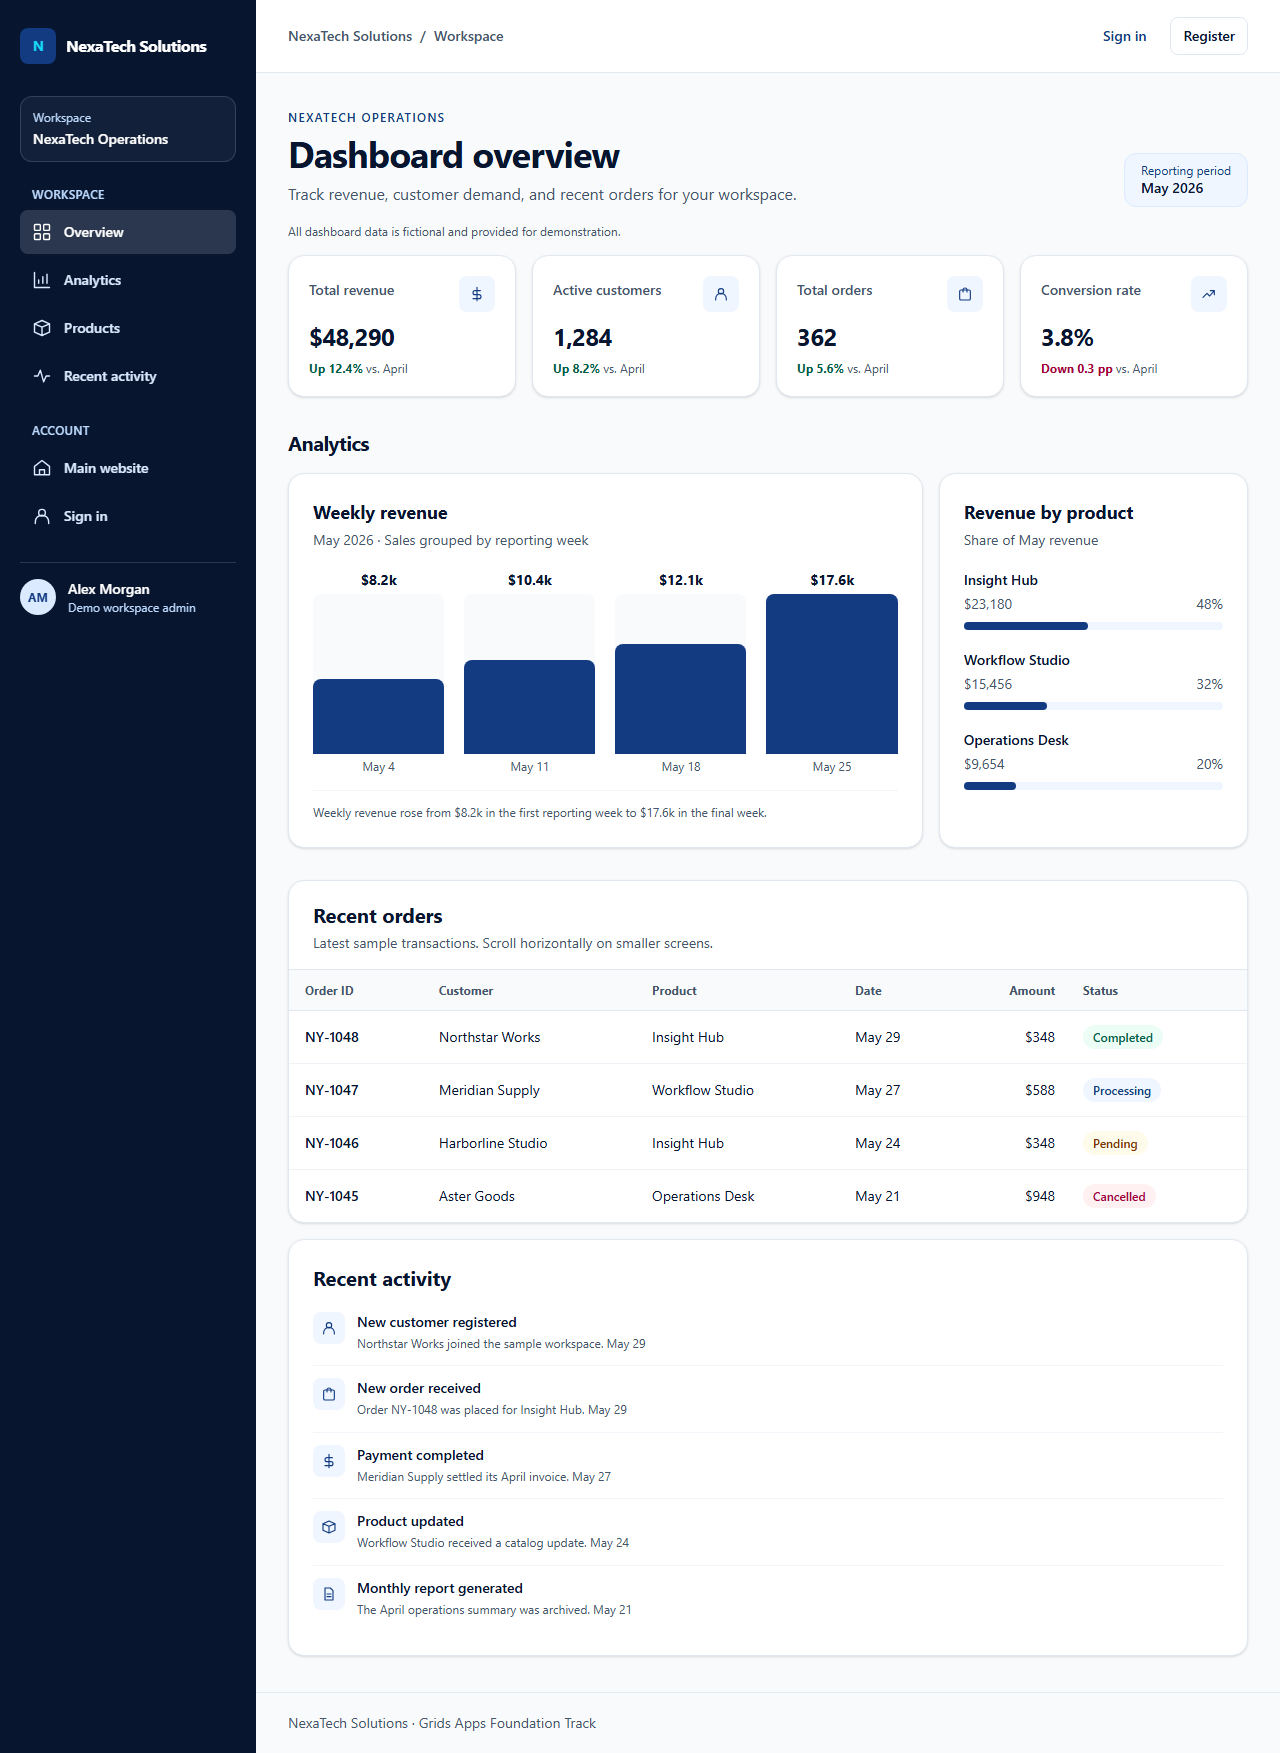 N NexaTech Solutions
Workspace
NexaTech Operations
WORKSPACE
Overview
Analytics
Products
Recent activity
ACCOUNT
Main website
Sign in
AM
Alex Morgan
Demo workspace admin
NexaTech Solutions / Workspace
Sign in
Register
NEXATECH OPERATIONS
Dashboard overview
Track revenue, customer demand, and recent orders for your workspace.
Reporting period
May 2026
All dashboard data is fictional and provided for demonstration.
Total revenue
$48,290
Up 12.4% vs. April
Active customers
1,284
Up 8.2% vs. April
Total orders
362
Up 5.6% vs. April
Conversion rate
3.8%
Down 0.3 pp vs. April
Analytics
Weekly revenue
May 2026 · Sales grouped by reporting week
$8.2k $10.4k $12.1k $17.6k
May 4 May 11 May 18 May 25
Weekly revenue rose from $8.2k in the first reporting week to $17.6k in the final week.
Revenue by product
Share of May revenue
Insight Hub
$23,180 48%
Workflow Studio
$15,456 32%
Operations Desk
$9,654 20%
Recent orders
Latest sample transactions. Scroll horizontally on smaller screens.
Order ID Customer Product Date Amount Status
NY-1048 Northstar Works Insight Hub May 29 $348 Completed
NY-1047 Meridian Supply Workflow Studio May 27 $588 Processing
NY-1046 Harborline Studio Insight Hub May 24 $348 Pending
NY-1045 Aster Goods Operations Desk May 21 $948 Cancelled
Recent activity
New customer registered
Northstar Works joined the sample workspace. May 29
New order received
Order NY-1048 was placed for Insight Hub. May 29
Payment completed
Meridian Supply settled its April invoice. May 27
Product updated
Workflow Studio received a catalog update. May 24
Monthly report generated
The April operations summary was archived. May 21
NexaTech Solutions · Grids Apps Foundation Track